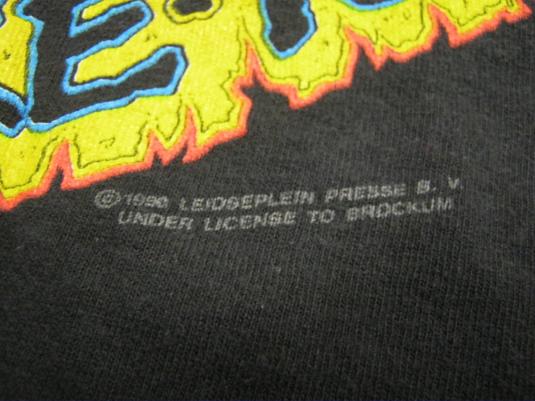 E
©1990 LEIDSEPLEIN PRESSE B. V.
UNDER LICENSE TO BROCKUM